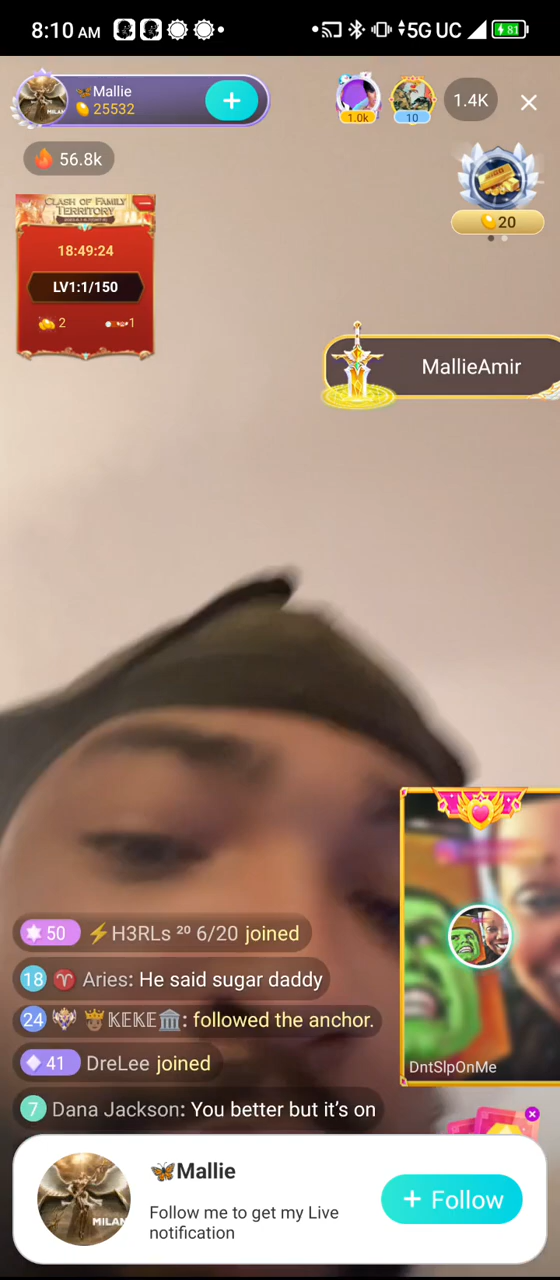 8:10 AM
5G UC
81
🦋Mallie
25532
1.0k
10
1.4K
56.8k
20
CLASH OF FAMILY
TERRITORY
18:49:24
LV1:1/150
2
1
MallieAmir
50 ⚡H3RLs ²⁰ 6/20 joined
18 ♈ Aries: He said sugar daddy
24 🤴🏽𝕂𝔼𝕂𝔼🏛️: followed the anchor.
41 DreLee joined
7 Dana Jackson: You better but it’s on
DntSlpOnMe
MILAN
🦋Mallie
Follow me to get my Live
notification
+ Follow